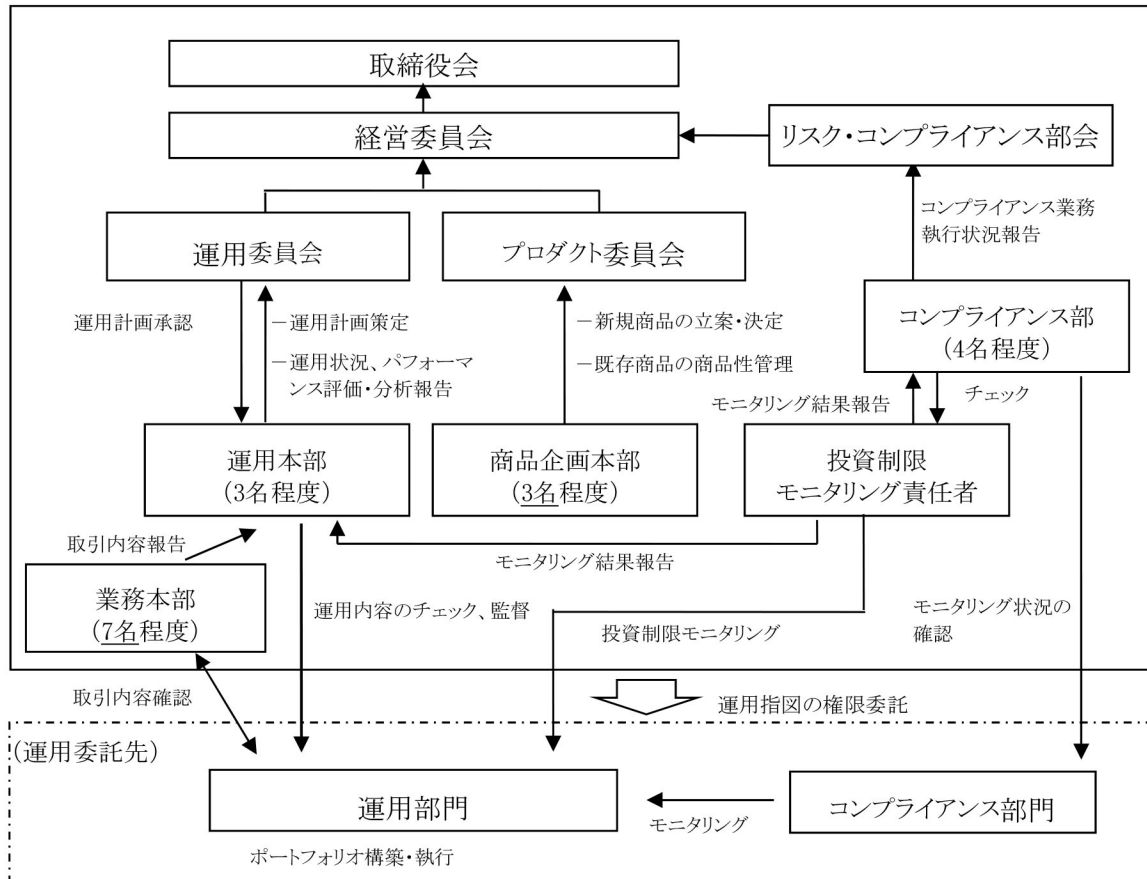 取締役会
経営委員会
リスク・コンプライアンス部会
コンプライアンス業務
執行状況報告
運用委員会
プロダクト委員会
運用計画承認
－運用計画策定
－運用状況、パフォーマ
ンス評価・分析報告
－新規商品の立案・決定
－既存商品の商品性管理
コンプライアンス部
(4名程度)
モニタリング結果報告
チェック
運用本部
(3名程度)
商品企画本部
(3名程度)
投資制限
モニタリング責任者
取引内容報告
モニタリング結果報告
業務本部
(7名程度)
運用内容のチェック、監督
投資制限モニタリング
モニタリング状況の
確認
取引内容確認
運用指図の権限委託
(運用委託先)
運用部門
モニタリング
コンプライアンス部門
ポートフォリオ構築・執行